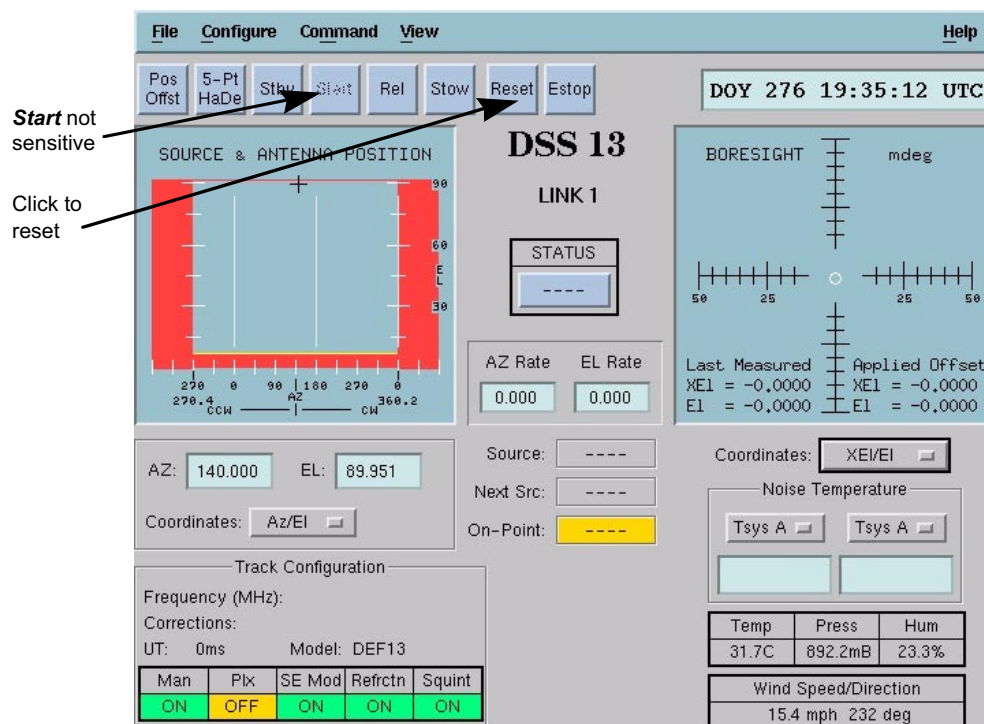 File Configure Command View Help
Pos Offst
5-Pt HaDe
Stby
Start
Rel
Stow
Reset
Estop
DOY 276 19:35:12 UTC
Start not sensitive
Click to reset
SOURCE & ANTENNA POSITION
90
60
EL
30
270 0 90 180 270 0
270.4 AZ 360.2
CCW CW
DSS 13
LINK 1
STATUS
----
AZ Rate EL Rate
0.000 0.000
BORESIGHT mdeg
50 25 25 50
Last Measured Applied Offset
XEl = -0.0000 XEl = -0.0000
El = -0.0000 El = -0.0000
AZ: 140.000 EL: 89.951
Coordinates: Az/El
Source: ----
Next Src: ----
On-Point: ----
Coordinates: XEl/El
Noise Temperature
Tsys A Tsys A
Track Configuration
Frequency (MHz):
Corrections:
UT: 0ms Model: DEF13
Man Plx SE Mod Refrctn Squint
ON OFF ON ON ON
Temp Press Hum
31.7C 892.2mB 23.3%
Wind Speed/Direction
15.4 mph 232 deg